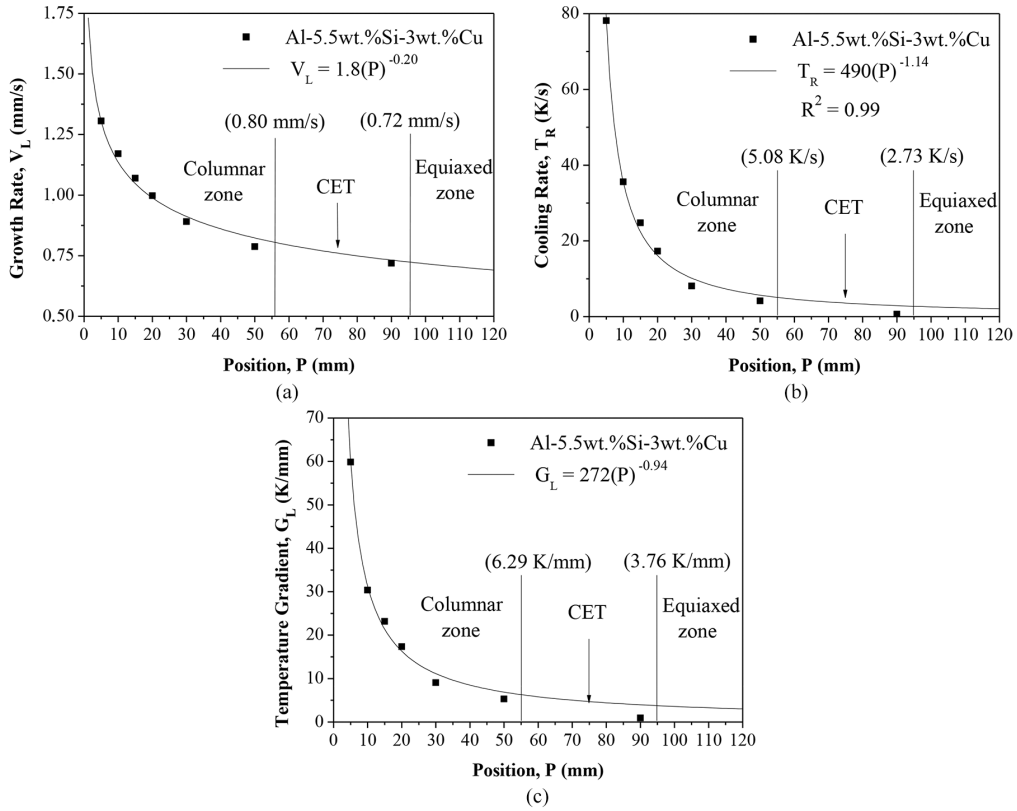 1.75
1.50
1.25
1.00
0.75
0.50
Growth Rate, V_L (mm/s)
Al-5.5wt.%Si-3wt.%Cu
V_L = 1.8(P)^-0.20
(0.80 mm/s)
(0.72 mm/s)
Columnar
zone
CET
Equiaxed
zone
0 10 20 30 40 50 60 70 80 90 100 110 120
Position, P (mm)
(a)
80
60
40
20
0
Cooling Rate, T_R (K/s)
Al-5.5wt.%Si-3wt.%Cu
T_R = 490(P)^-1.14
R^2 = 0.99
(5.08 K/s)
(2.73 K/s)
Columnar
zone
CET
Equiaxed
zone
0 10 20 30 40 50 60 70 80 90 100 110 120
Position, P (mm)
(b)
70
60
50
40
30
20
10
0
Temperature Gradient, G_L (K/mm)
Al-5.5wt.%Si-3wt.%Cu
G_L = 272(P)^-0.94
(6.29 K/mm)
(3.76 K/mm)
Columnar
zone
CET
Equiaxed
zone
0 10 20 30 40 50 60 70 80 90 100 110 120
Position, P (mm)
(c)